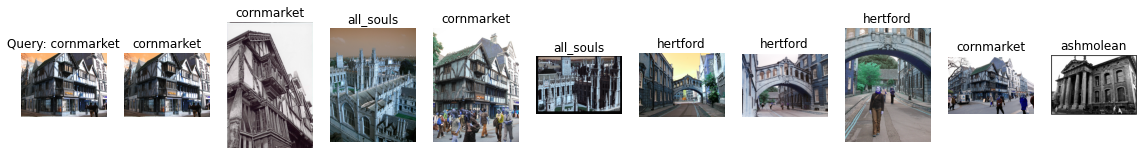 Query: cornmarket
cornmarket
cornmarket
all_souls
cornmarket
all_souls
hertford
hertford
hertford
cornmarket
ashmolean